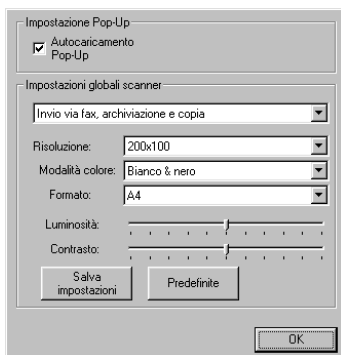 Impostazione Pop-Up
Autocaricamento
Pop-Up
Impostazioni globali scanner
Invio via fax, archiviazione e copia
Risoluzione: 200x100
Modalità colore: Bianco & nero
Formato: A4
Luminosità:
Contrasto:
Salva
impostazioni
Predefinite
OK